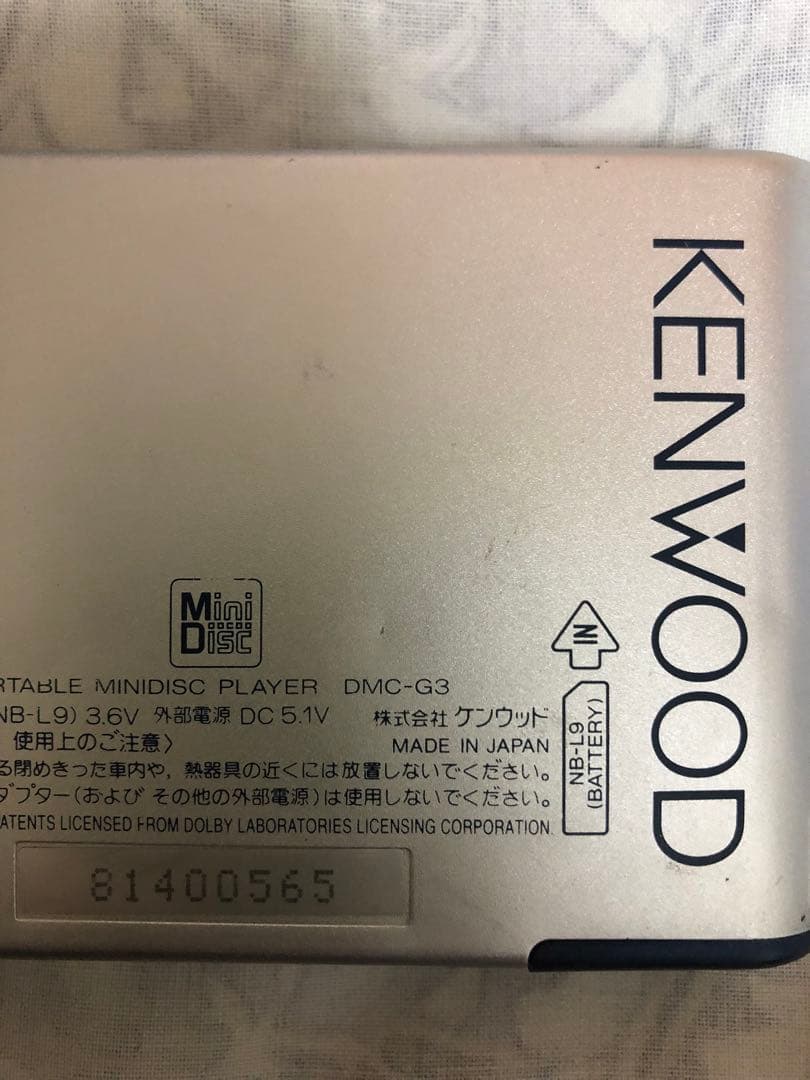 KENWOOD
Mini
Disc
RTABLE MINIDISC PLAYER DMC-G3
NB-L9) 3.6V 外部電源 DC 5.1V 株式会社 ケンウッド
使用上のご注意〉 MADE IN JAPAN
る閉めきった車内や, 熱器具の近くには放置しないでください。
ダプター(および その他の外部電源)は使用しないでください。
ATENTS LICENSED FROM DOLBY LABORATORIES LICENSING CORPORATION.
IN
NB-L9
(BATTERY)
81400565